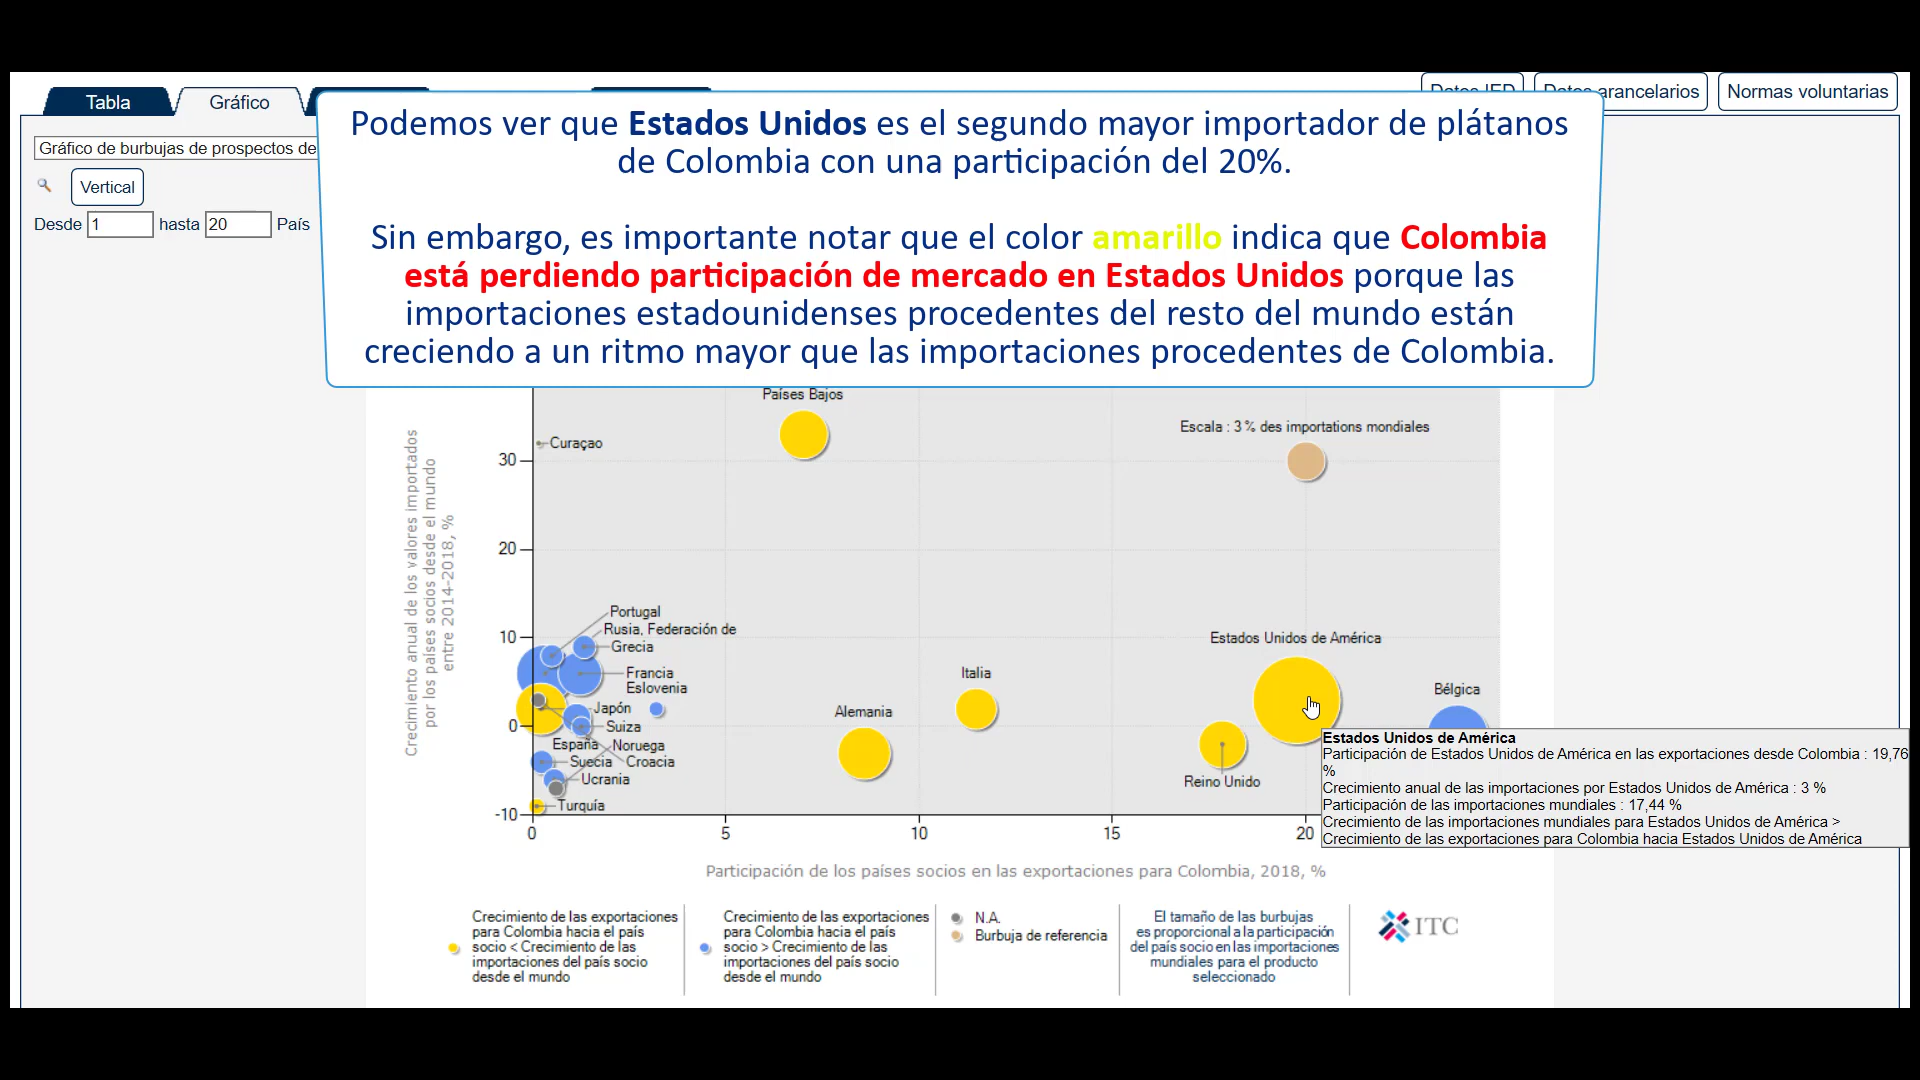 Tabla
Gráfico
arancelarios
Normas voluntarias
Podemos ver que Estados Unidos es el segundo mayor importador de plátanos
de Colombia con una participación del 20%.
Sin embargo, es importante notar que el color amarillo indica que Colombia
está perdiendo participación de mercado en Estados Unidos porque las
importaciones estadounidenses procedentes del resto del mundo están
creciendo a un ritmo mayor que las importaciones procedentes de Colombia.
Gráfico de burbujas de prospectos de
Vertical
Desde 1 hasta 20 País
Países Bajos
Curaçao
Escala : 3 % des importations mondiales
30
20
10
0
-10
Crecimiento anual de los valores importados
por los países socios desde el mundo
entre 2014-2018, %
Portugal
Rusia, Federación de
Grecia
Francia
Eslovenia
Japón
Suiza
España
Noruega
Suecia
Croacia
Ucrania
Turquía
Alemania
Italia
Estados Unidos de América
Reino Unido
Bélgica
Estados Unidos de América
Participación de Estados Unidos de América en las exportaciones desde Colombia : 19,76
%
Crecimiento anual de las importaciones por Estados Unidos de América : 3 %
Participación de las importaciones mundiales : 17,44 %
Crecimiento de las importaciones mundiales para Estados Unidos de América >
Crecimiento de las exportaciones para Colombia hacia Estados Unidos de América
0
5
10
15
20
Participación de los países socios en las exportaciones para Colombia, 2018, %
Crecimiento de las exportaciones
para Colombia hacia el país
socio < Crecimiento de las
importaciones del país socio
desde el mundo
Crecimiento de las exportaciones
para Colombia hacia el país
socio > Crecimiento de las
importaciones del país socio
desde el mundo
N.A.
Burbuja de referencia
El tamaño de las burbujas
es proporcional a la participación
del país socio en las importaciones
mundiales para el producto
seleccionado
ITC